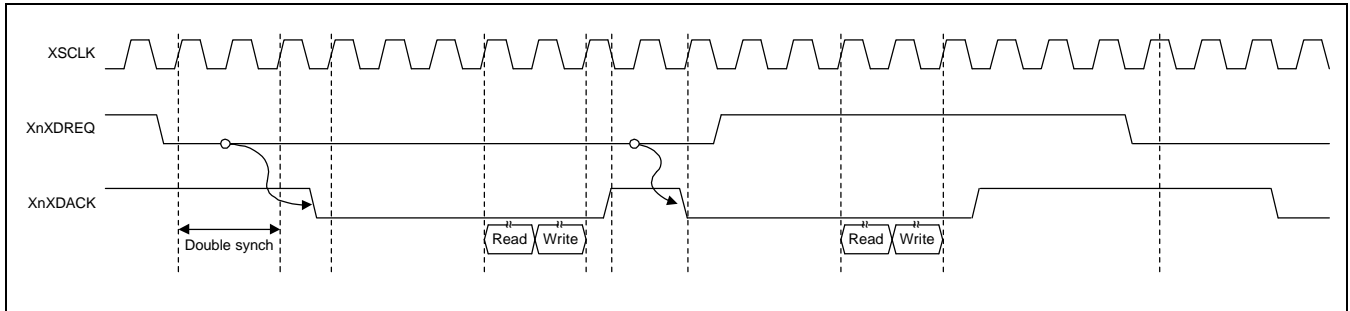 XSCLK
XnXDREQ
XnXDACK
Double synch
Read Write
Read Write